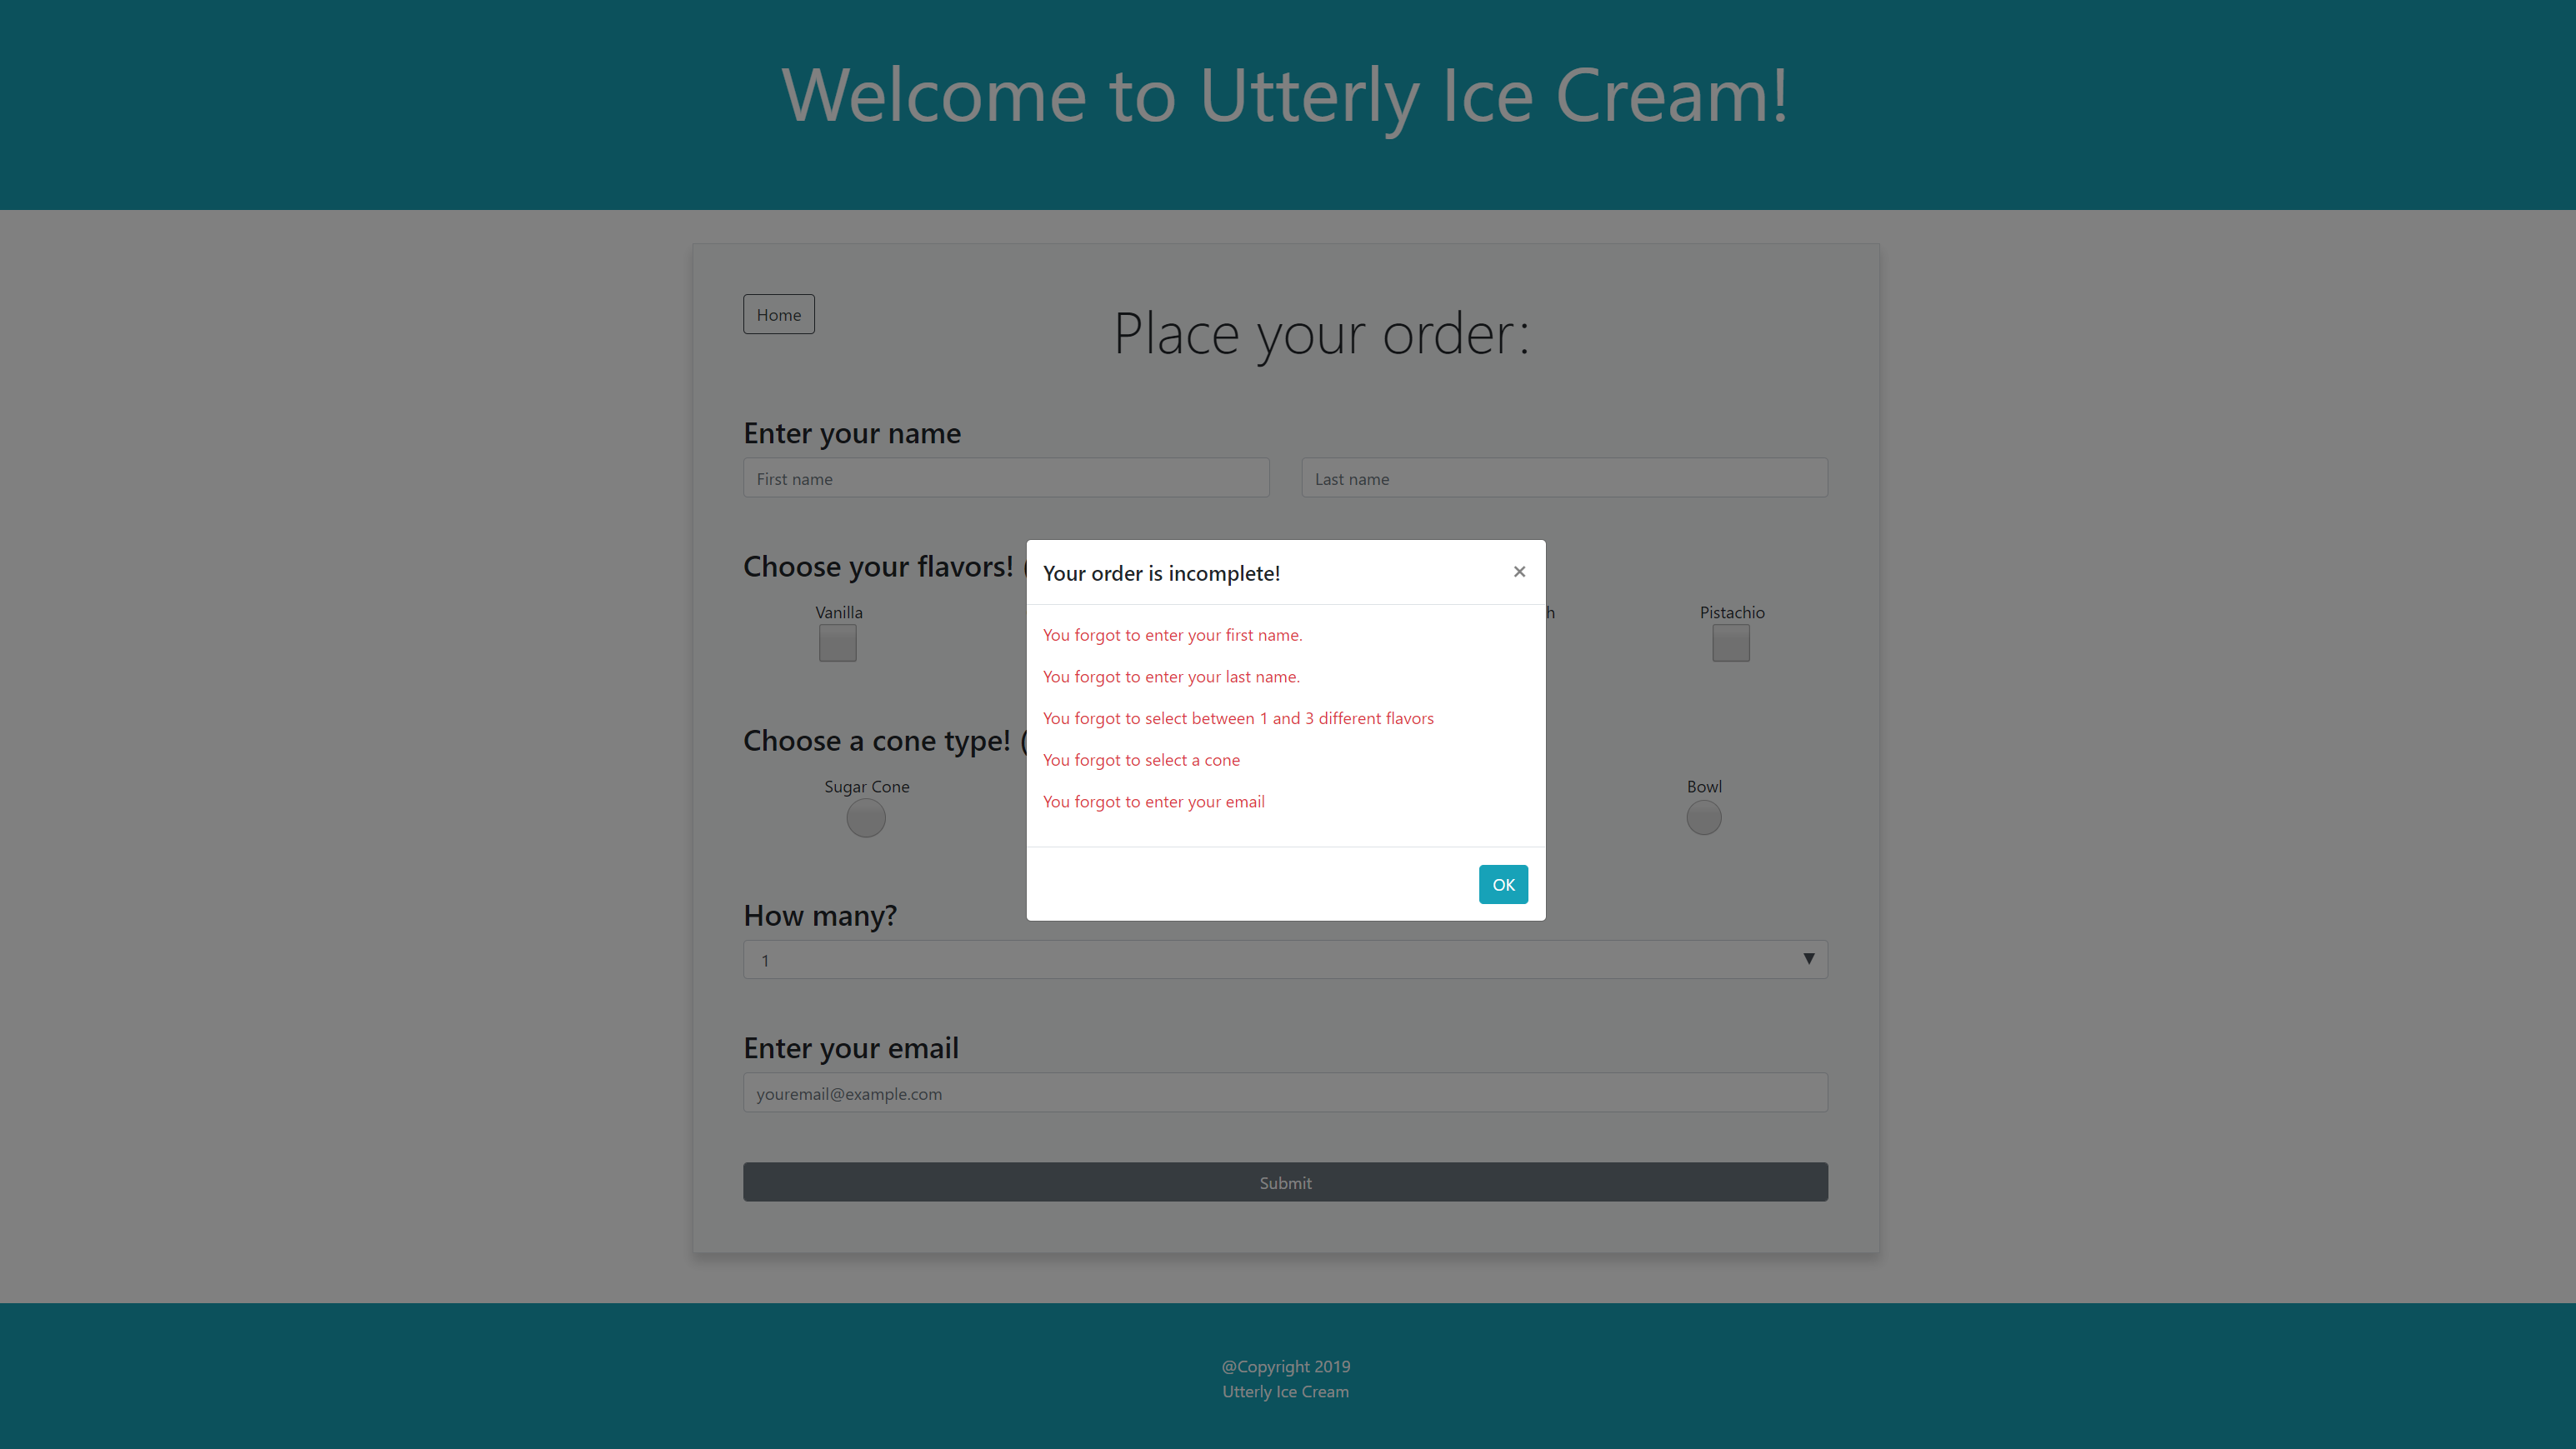 Welcome to Utterly Ice Cream!
Home
Place your order:
Enter your name
First name
Last name
Choose your flavors! (
Your order is incomplete!
×
Vanilla
h
Pistachio
You forgot to enter your first name.
You forgot to enter your last name.
You forgot to select between 1 and 3 different flavors
Choose a cone type! (
You forgot to select a cone
Sugar Cone
Bowl
You forgot to enter your email
OK
How many?
1
Enter your email
youremail@example.com
Submit
@Copyright 2019
Utterly Ice Cream